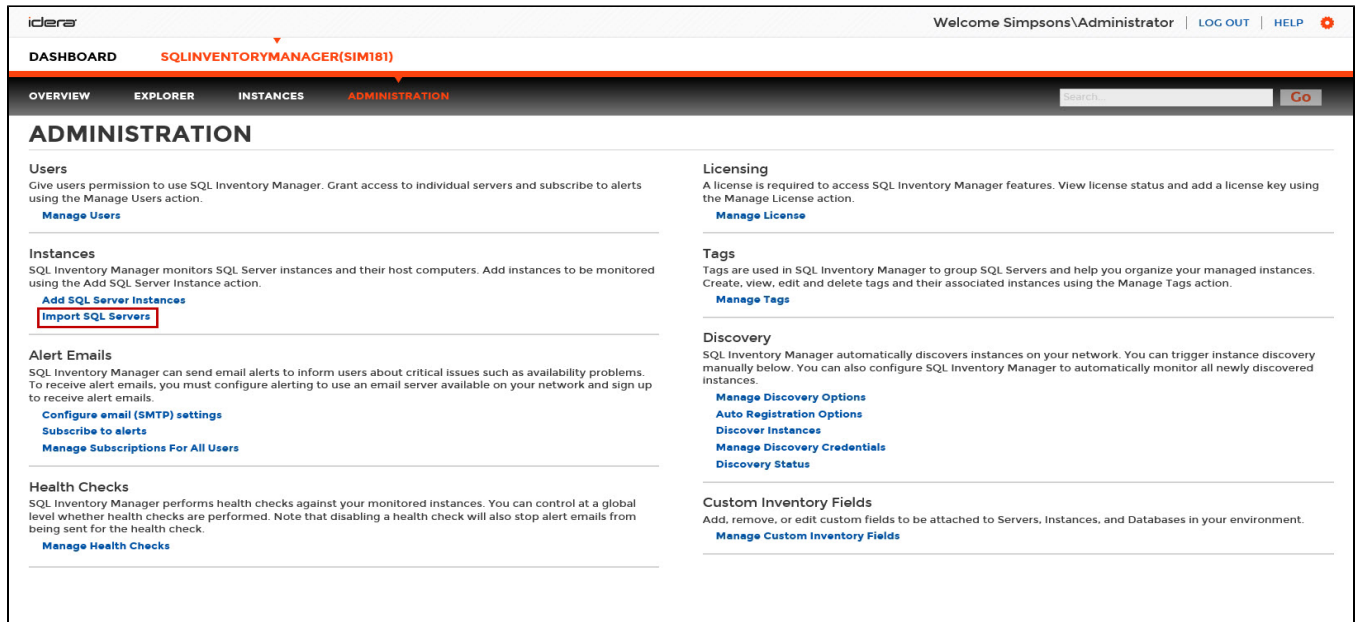 idera
Welcome Simpsons\Administrator | LOG OUT | HELP
DASHBOARD SQLINVENTORYMANAGER(SIM181)
OVERVIEW EXPLORER INSTANCES ADMINISTRATION Search... Go
ADMINISTRATION
Users
Give users permission to use SQL Inventory Manager. Grant access to individual servers and subscribe to alerts
using the Manage Users action.
Manage Users
Instances
SQL Inventory Manager monitors SQL Server instances and their host computers. Add instances to be monitored
using the Add SQL Server Instance action.
Add SQL Server Instances
Import SQL Servers
Alert Emails
SQL Inventory Manager can send email alerts to inform users about critical issues such as availability problems.
To receive alert emails, you must configure alerting to use an email server available on your network and sign up
to receive alert emails.
Configure email (SMTP) settings
Subscribe to alerts
Manage Subscriptions For All Users
Health Checks
SQL Inventory Manager performs health checks against your monitored instances. You can control at a global
level whether health checks are performed. Note that disabling a health check will also stop alert emails from
being sent for the health check.
Manage Health Checks
Licensing
A license is required to access SQL Inventory Manager features. View license status and add a license key using
the Manage License action.
Manage License
Tags
Tags are used in SQL Inventory Manager to group SQL Servers and help you organize your managed instances.
Create, view, edit and delete tags and their associated instances using the Manage Tags action.
Manage Tags
Discovery
SQL Inventory Manager automatically discovers instances on your network. You can trigger instance discovery
manually below. You can also configure SQL Inventory Manager to automatically monitor all newly discovered
instances.
Manage Discovery Options
Auto Registration Options
Discover Instances
Manage Discovery Credentials
Discovery Status
Custom Inventory Fields
Add, remove, or edit custom fields to be attached to Servers, Instances, and Databases in your environment.
Manage Custom Inventory Fields